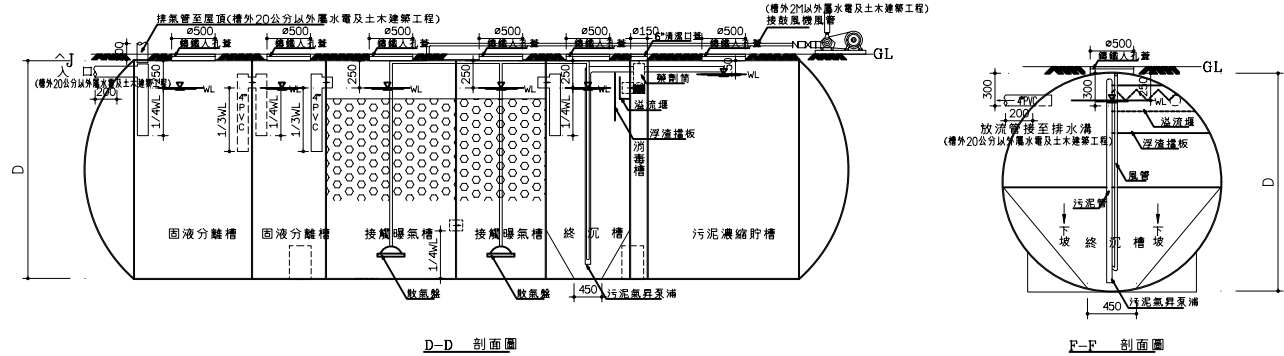 排氣管至屋頂(槽外20公分以外屬水電及土木建築工程)
(槽外2M以外屬水電及土木建築工程)
接鼓風機風管
ø500
ø500
ø500
ø500
ø150
ø500
鑄鐵人孔蓋
鑄鐵人孔蓋
鑄鐵人孔蓋
鑄鐵人孔蓋
6"清潔口蓋
鑄鐵人孔蓋
GL
入
口
(槽外20公分以外屬水電及土木建築工程)
200
250
250
250
250
WL
WL
WL
WL
WL
1/4WL
1/3WL
4"PVC
1/4WL
1/3WL
4"PVC
1/4WL
藥劑筒
溢流堰
浮渣擋板
消毒槽
D
固液分離槽
固液分離槽
接觸曝氣槽
接觸曝氣槽
終沉槽
污泥濃縮貯槽
1/4WL
散氣盤
散氣盤
450
污泥氣昇泵浦
D-D 剖面圖
ø500
鑄鐵人孔蓋
GL
300
4"PVC
200
300
250
WL
放流管接至排水溝
(槽外20公分以外屬水電及土木建築工程)
溢流堰
浮渣擋板
風管
污泥管
下坡
終沉槽
下坡
D
450
污泥氣昇泵浦
F-F 剖面圖